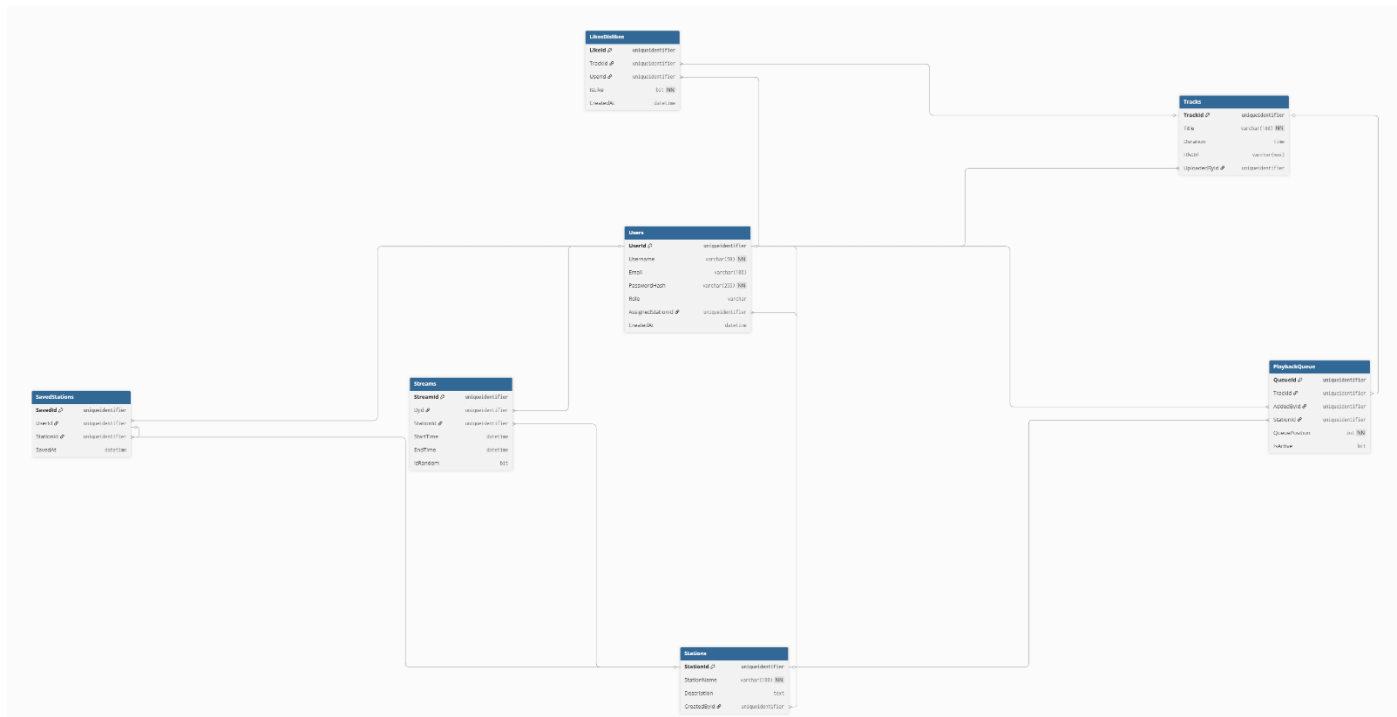 LikesDislikes
LikeId uniqueidentifier
TrackId uniqueidentifier
UserId uniqueidentifier
IsLike bit NN
CreatedAt datetime
Tracks
TrackId uniqueidentifier
Title varchar(100) NN
Duration time
varchar(max)
UploadedById uniqueidentifier
Users
UserId uniqueidentifier
Username varchar(50) NN
Email varchar(100)
PasswordHash varchar(255) NN
Role varchar
AssignedStationId uniqueidentifier
CreatedAt datetime
PlaybackQueue
QueueId uniqueidentifier
TrackId uniqueidentifier
AddedById uniqueidentifier
StationId uniqueidentifier
QueuePosition int NN
IsActive bit
Streams
StreamId uniqueidentifier
uniqueidentifier
StationId uniqueidentifier
StartTime datetime
EndTime datetime
IsRandom bit
SavedStations
SavedId uniqueidentifier
UserId uniqueidentifier
StationId uniqueidentifier
SavedAt datetime
Stations
StationId uniqueidentifier
StationName varchar(100) NN
Description text
CreatedById uniqueidentifier